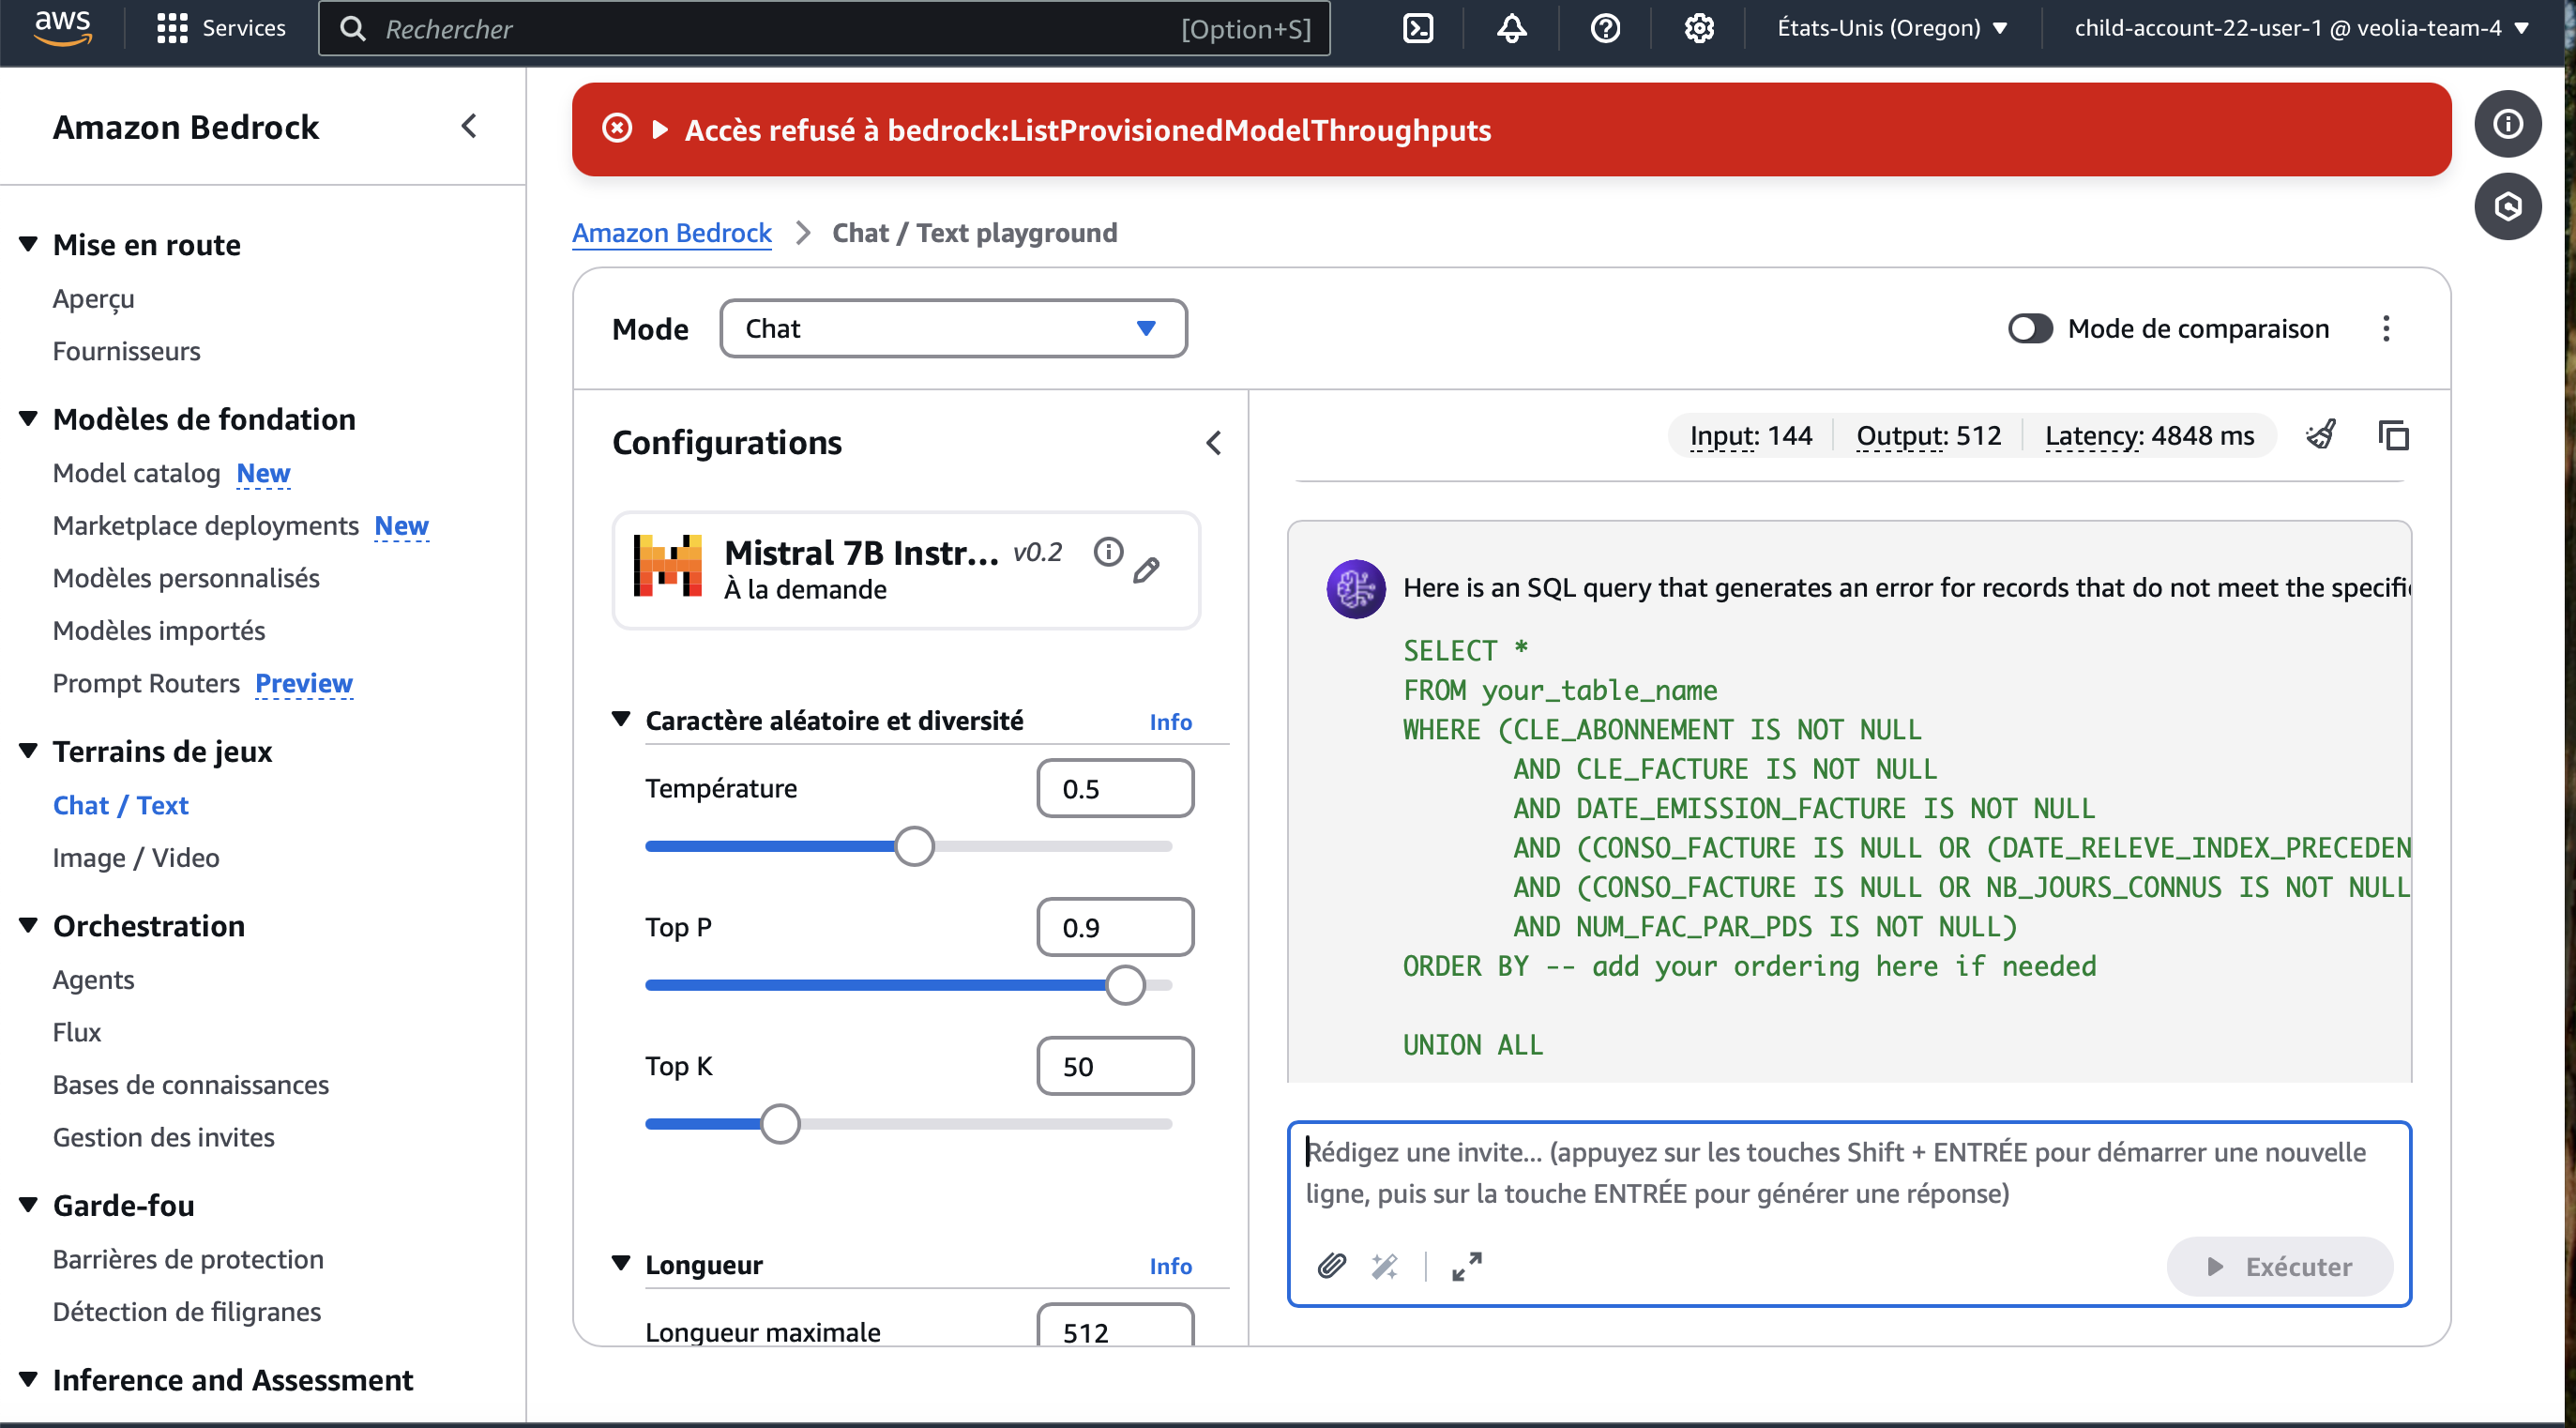 aws
Services
Rechercher
[Option+S]
États-Unis (Oregon)
child-account-22-user-1 @ veolia-team-4
Amazon Bedrock
Mise en route
Aperçu
Fournisseurs
Modèles de fondation
Model catalog New
Marketplace deployments New
Modèles personnalisés
Modèles importés
Prompt Routers Preview
Terrains de jeux
Chat / Text
Image / Video
Orchestration
Agents
Flux
Bases de connaissances
Gestion des invites
Garde-fou
Barrières de protection
Détection de filigranes
Inference and Assessment
Accès refusé à bedrock:ListProvisionedModelThroughputs
Amazon Bedrock > Chat / Text playground
Mode
Chat
Mode de comparaison
Configurations
Mistral 7B Instr... v0.2
À la demande
Caractère aléatoire et diversité Info
Température 0.5
Top P 0.9
Top K 50
Longueur Info
Longueur maximale 512
Input: 144 Output: 512 Latency: 4848 ms
Here is an SQL query that generates an error for records that do not meet the specifi
SELECT *
FROM your_table_name
WHERE (CLE_ABONNEMENT IS NOT NULL
AND CLE_FACTURE IS NOT NULL
AND DATE_EMISSION_FACTURE IS NOT NULL
AND (CONSO_FACTURE IS NULL OR (DATE_RELEVE_INDEX_PRECEDEN
AND (CONSO_FACTURE IS NULL OR NB_JOURS_CONNUS IS NOT NULL
AND NUM_FAC_PAR_PDS IS NOT NULL)
ORDER BY -- add your ordering here if needed
UNION ALL
Rédigez une invite... (appuyez sur les touches Shift + ENTRÉE pour démarrer une nouvelle
ligne, puis sur la touche ENTRÉE pour générer une réponse)
Exécuter